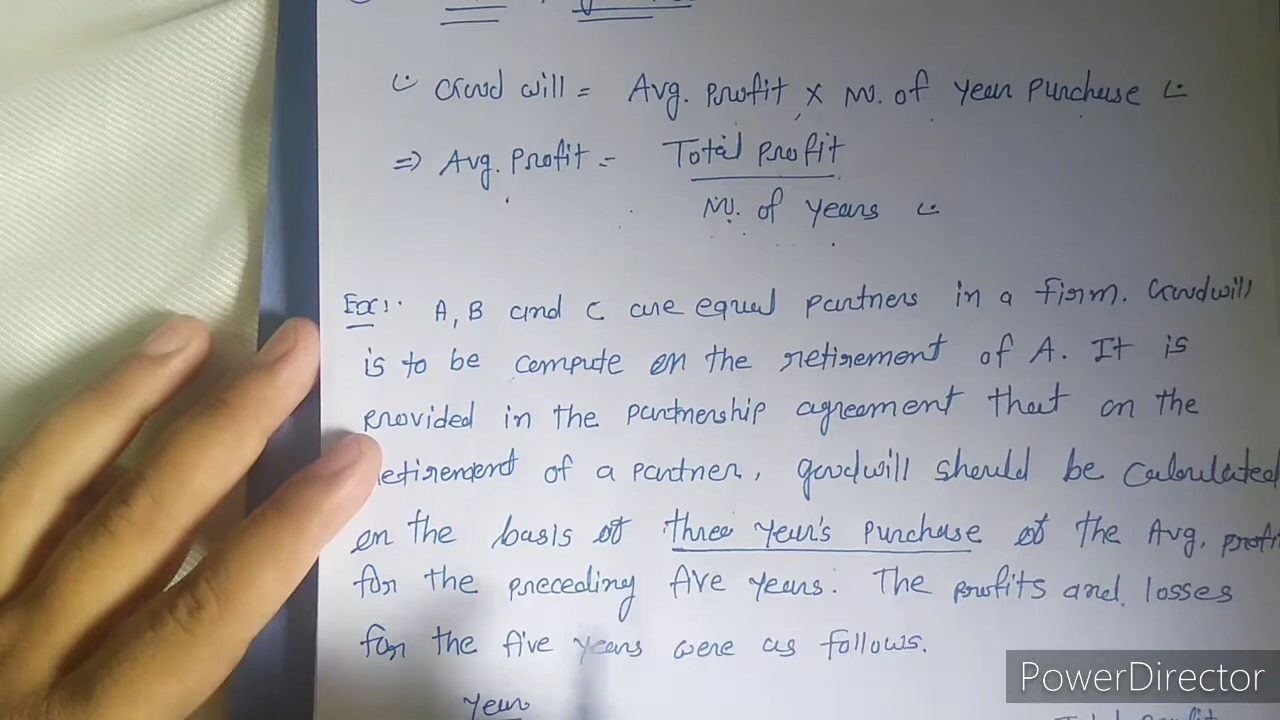 Good will = Avg. Profit × No. of year Purchase
=> Avg. Profit = Total Profit
No. of years
Ex:. A, B and C are equal partners in a firm. Goodwill
is to be compute on the retirement of A. It is
Provided in the partnership agreement that on the
retirement of a partner, goodwill should be calculated
on the basis of three year's purchase of the Avg. profi
for the preceding five years. The profits and losses
for the five years were as follows.
Year
Total Profit
PowerDirector